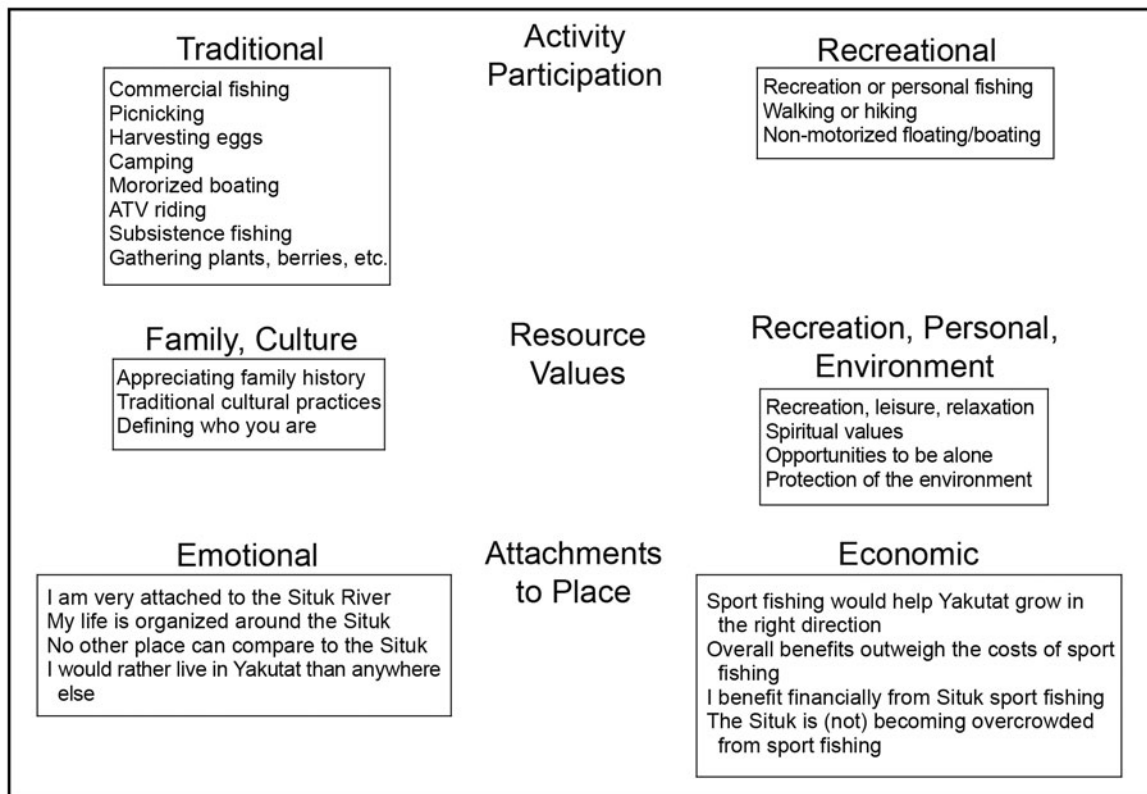 Traditional
Commercial fishing
Picnicking
Harvesting eggs
Camping
Mororized boating
ATV riding
Subsistence fishing
Gathering plants, berries, etc.
Activity
Participation
Recreational
Recreation or personal fishing
Walking or hiking
Non-motorized floating/boating
Family, Culture
Appreciating family history
Traditional cultural practices
Defining who you are
Resource
Values
Recreation, Personal,
Environment
Recreation, leisure, relaxation
Spiritual values
Opportunities to be alone
Protection of the environment
Emotional
I am very attached to the Situk River
My life is organized around the Situk
No other place can compare to the Situk
I would rather live in Yakutat than anywhere
else
Attachments
to Place
Economic
Sport fishing would help Yakutat grow in
the right direction
Overall benefits outweigh the costs of sport
fishing
I benefit financially from Situk sport fishing
The Situk is (not) becoming overcrowded
from sport fishing